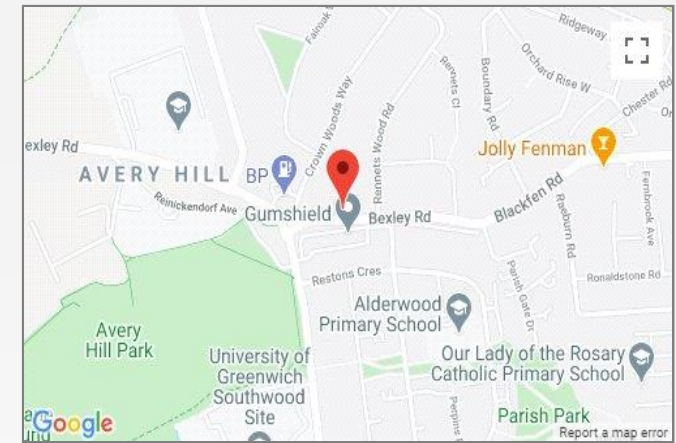 Ridgeway
Falroak W
Orchard Rise W
Chester Rd
Crown Woods Way
Rennets Cl
Boundary Rd
Rennets Wood Rd
exley Rd
Jolly Fenman
AVERY HILL
BP
Reinickendorf Ave
Gumshield
Bexley Rd
Blackfen Rd
Raeburn Rd
Fernbrook Ave
Restons Cres
Parish Gate Dr
Ronaldstone Rd
Alderwood
Primary School
Avery
Hill Park
University of
Greenwich
Southwood
Site
Our Lady of the Rosary
Catholic Primary School
Perpins
Parish Park
Google
Report a map error